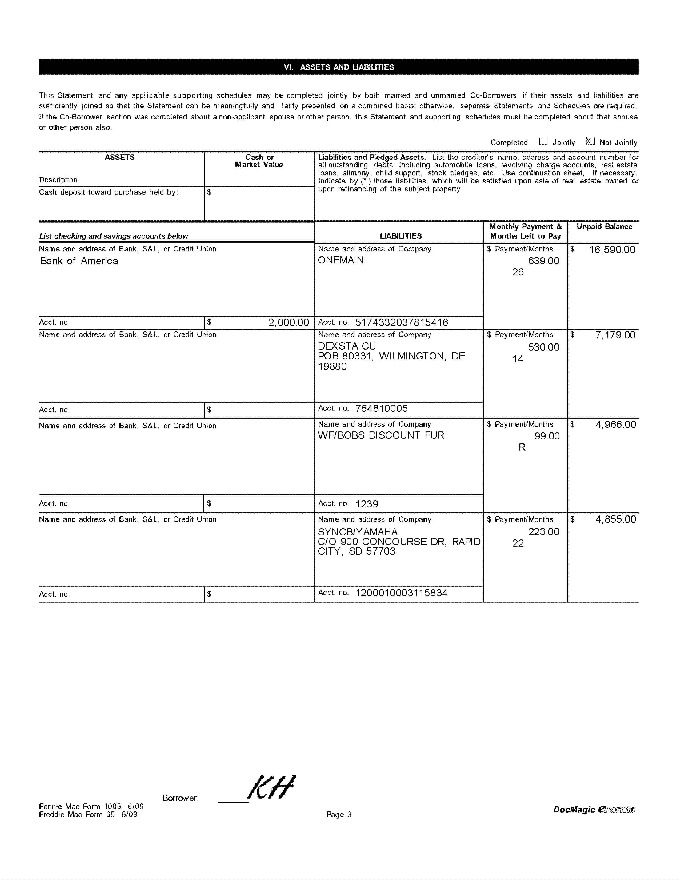 VI. ASSETS AND LIABILITIES
This Statement and any applicable supporting schedules may be completed jointly by both married and unmarried Co-Borrowers if their assets and liabilities are
sufficiently joined so that the Statement can be meaningfully and fairly presented on a combined basis; otherwise, separate Statements and Schedules are required.
If the Co-Borrower section was completed about a non-applicant spouse or other person, this Statement and supporting schedules must be completed about that spouse
or other person also.
Completed Jointly X Not Jointly
ASSETS
Cash or
Market Value
Description
Cash deposit toward purchase held by:
$
Liabilities and Pledged Assets. List the creditor's name, address and account number for
all outstanding debts, including automobile loans, revolving charge accounts, real estate
loans, alimony, child support, stock pledges, etc. Use continuation sheet, if necessary.
Indicate by (*) those liabilities, which will be satisfied upon sale of real estate owned or
upon refinancing of the subject property.
List checking and savings accounts below
LIABILITIES
Monthly Payment &
Months Left to Pay
Unpaid Balance
Name and address of Bank, S&L, or Credit Union
Bank of America
Acct. no.
$ 2,000.00
Name and address of Company
ONEMAIN
Acct. no. 5174332037815416
$ Payment/Months
639.00
26
$ 16,590.00
Name and address of Bank, S&L, or Credit Union
Acct. no.
$
Name and address of Company
DEXSTA CU
POB 80331, WILMINGTON, DE
19680
Acct. no. 764810005
$ Payment/Months
530.00
14
$ 7,179.00
Name and address of Bank, S&L, or Credit Union
Acct. no.
$
Name and address of Company
WF/BOBS DISCOUNT FUR
Acct. no. 1239
$ Payment/Months
99.00
R
$ 4,966.00
Name and address of Bank, S&L, or Credit Union
Acct. no.
$
Name and address of Company
SYNCB/YAMAHA
C/O 900 CONCOURSE DR, RAPID
CITY, SD 57703
Acct. no. 1200010003115834
$ Payment/Months
223.00
22
$ 4,855.00
Borrower KH
Fannie Mae Form 1003 6/09
Freddie Mac Form 65 6/09
Page 3
DocMagic